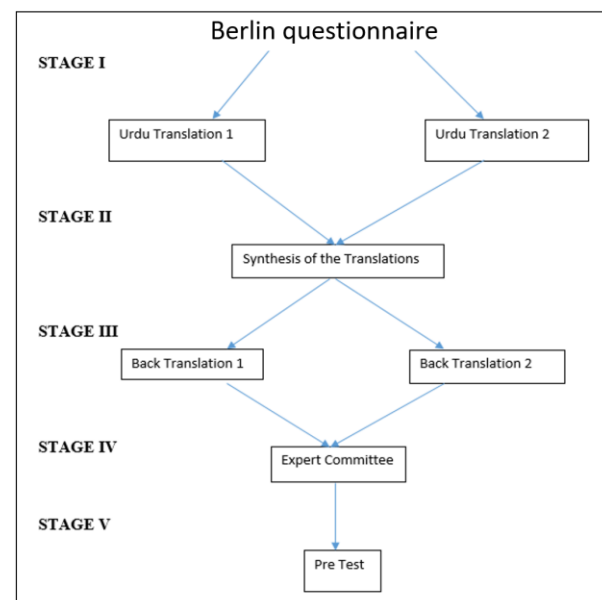 Berlin questionnaire
STAGE I
Urdu Translation 1
Urdu Translation 2
STAGE II
Synthesis of the Translations
STAGE III
Back Translation 1
Back Translation 2
STAGE IV
Expert Committee
STAGE V
Pre Test